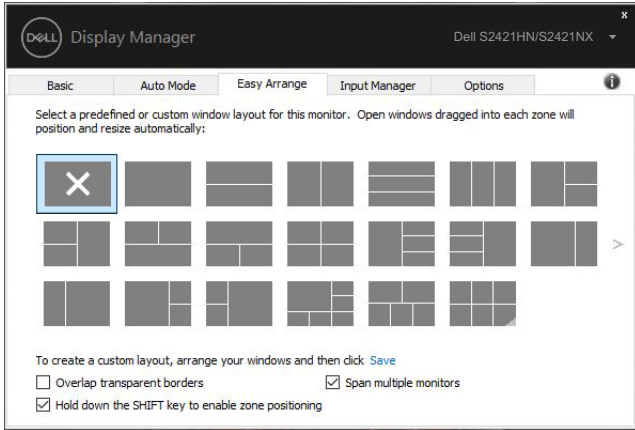 x
DELL Display Manager Dell S2421HN/S2421NX
Basic Auto Mode Easy Arrange Input Manager Options
Select a predefined or custom window layout for this monitor. Open windows dragged into each zone will
position and resize automatically:
To create a custom layout, arrange your windows and then click Save
Overlap transparent borders Span multiple monitors
Hold down the SHIFT key to enable zone positioning